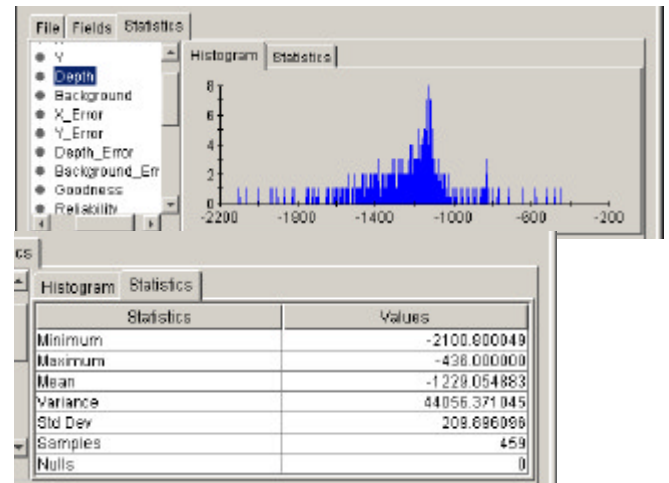 File Fields Statistics
Y
Depth
Background
X_Error
Y_Error
Depth_Error
Background_Err
Goodness
Reliability
Histogram Statistics
8
6
4
2
0
-2200 -1800 -1400 -1000 -600 -200
cs
Histogram Statistics
Statistics Values
Minimum -2100.900049
Maximum -436.000000
Mean -1229.054883
Variance 44056.371045
Std Dev 209.896096
Samples 459
Nulls 0